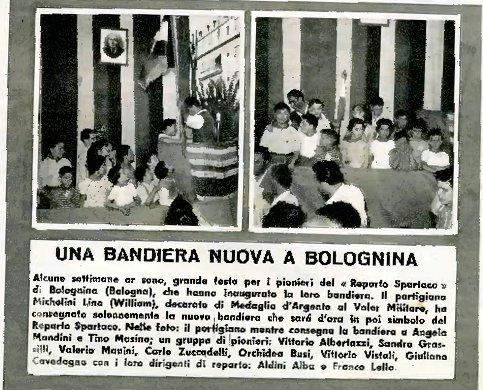 UNA BANDIERA NUOVA A BOLOGNINA
Alcune settimane or sono, grande festa per i pionieri del « Reparto Spartaco »
di Bolognina (Bologna), che hanno inaugurato la loro bandiera. Il partigiano
Michelini Lino (William), decorato di Medaglia d'Argento al Valor Militare, ha
consegnato solennemente la nuova bandiera che sarà d'ora in poi simbolo del
Reparto Spartaco. Nelle foto: il partigiano mentre consegna la bandiera a Angela
Mandini e Tino Masina; un gruppo di pionieri: Vittorio Albertazzi, Sandro Gras-
silli, Valerio Manini, Carlo Zuccadelli, Orchidea Busi, Vittorio Vistoli, Giuliana
Cavedagna con i loro dirigenti di reparto: Aldini Alba e Franco Lella.